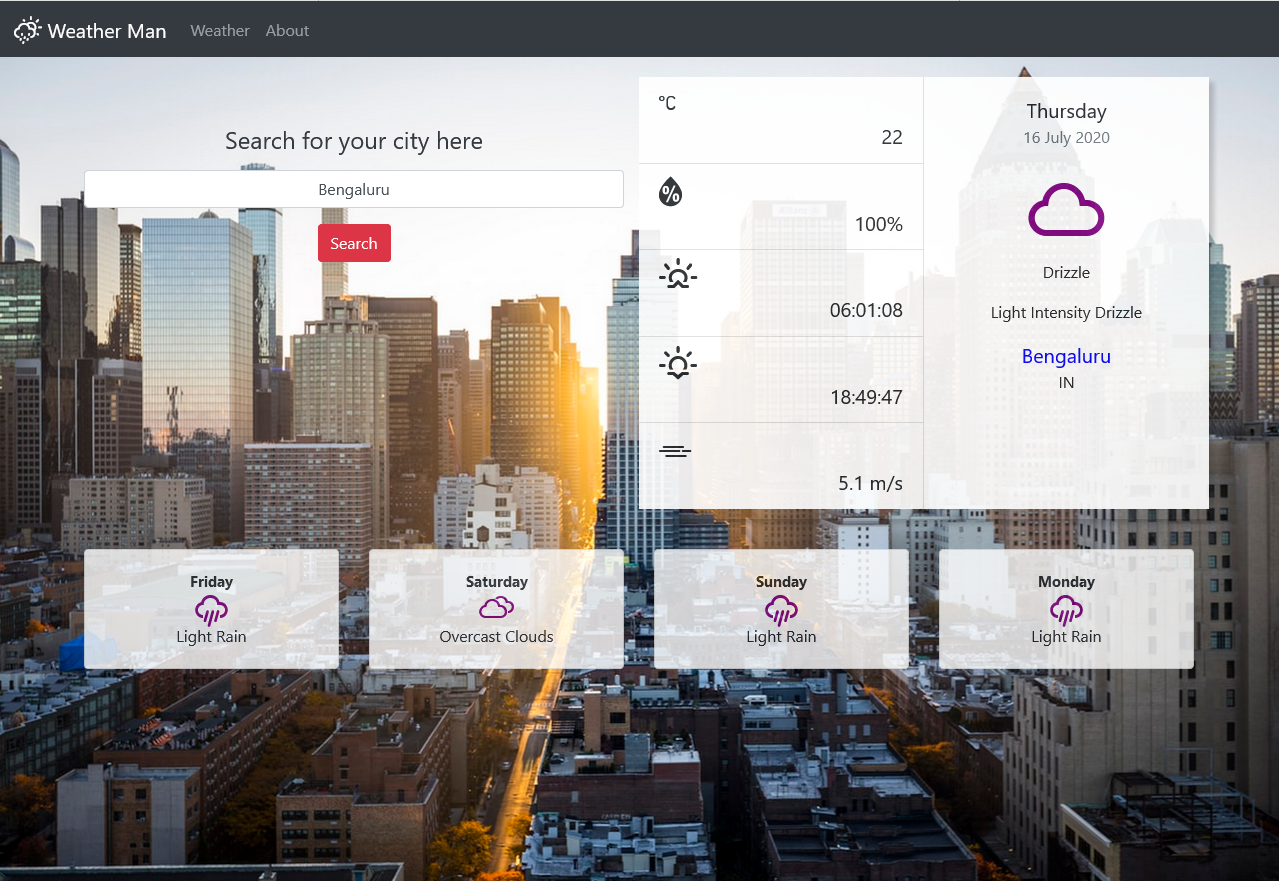 Weather Man Weather About
Search for your city here
Bengaluru
Search
°C
22
%
100%
06:01:08
18:49:47
5.1 m/s
Thursday
16 July 2020
Drizzle
Light Intensity Drizzle
Bengaluru
IN
Friday
Light Rain
Saturday
Overcast Clouds
Sunday
Light Rain
Monday
Light Rain